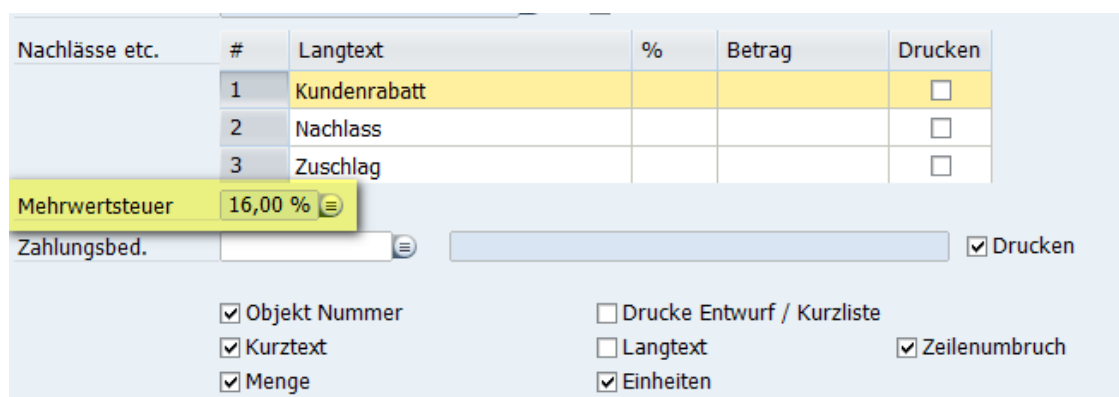 Nachlässe etc. # Langtext % Betrag Drucken
1 Kundenrabatt
2 Nachlass
3 Zuschlag
Mehrwertsteuer 16,00 %
Zahlungsbed. Drucken
Objekt Nummer Drucke Entwurf / Kurzliste
Kurztext Langtext Zeilenumbruch
Menge Einheiten